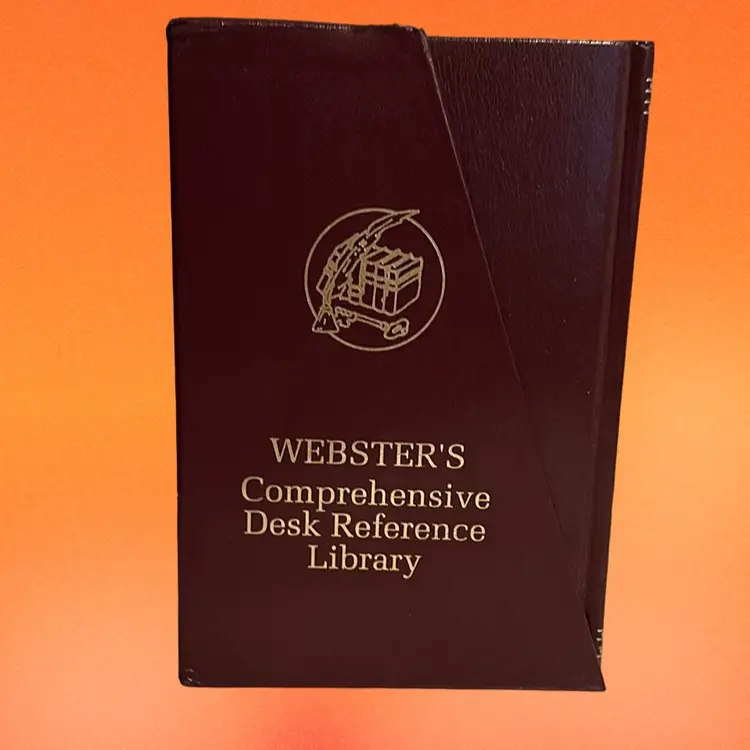 WEBSTER'S
Comprehensive
Desk Reference
Library